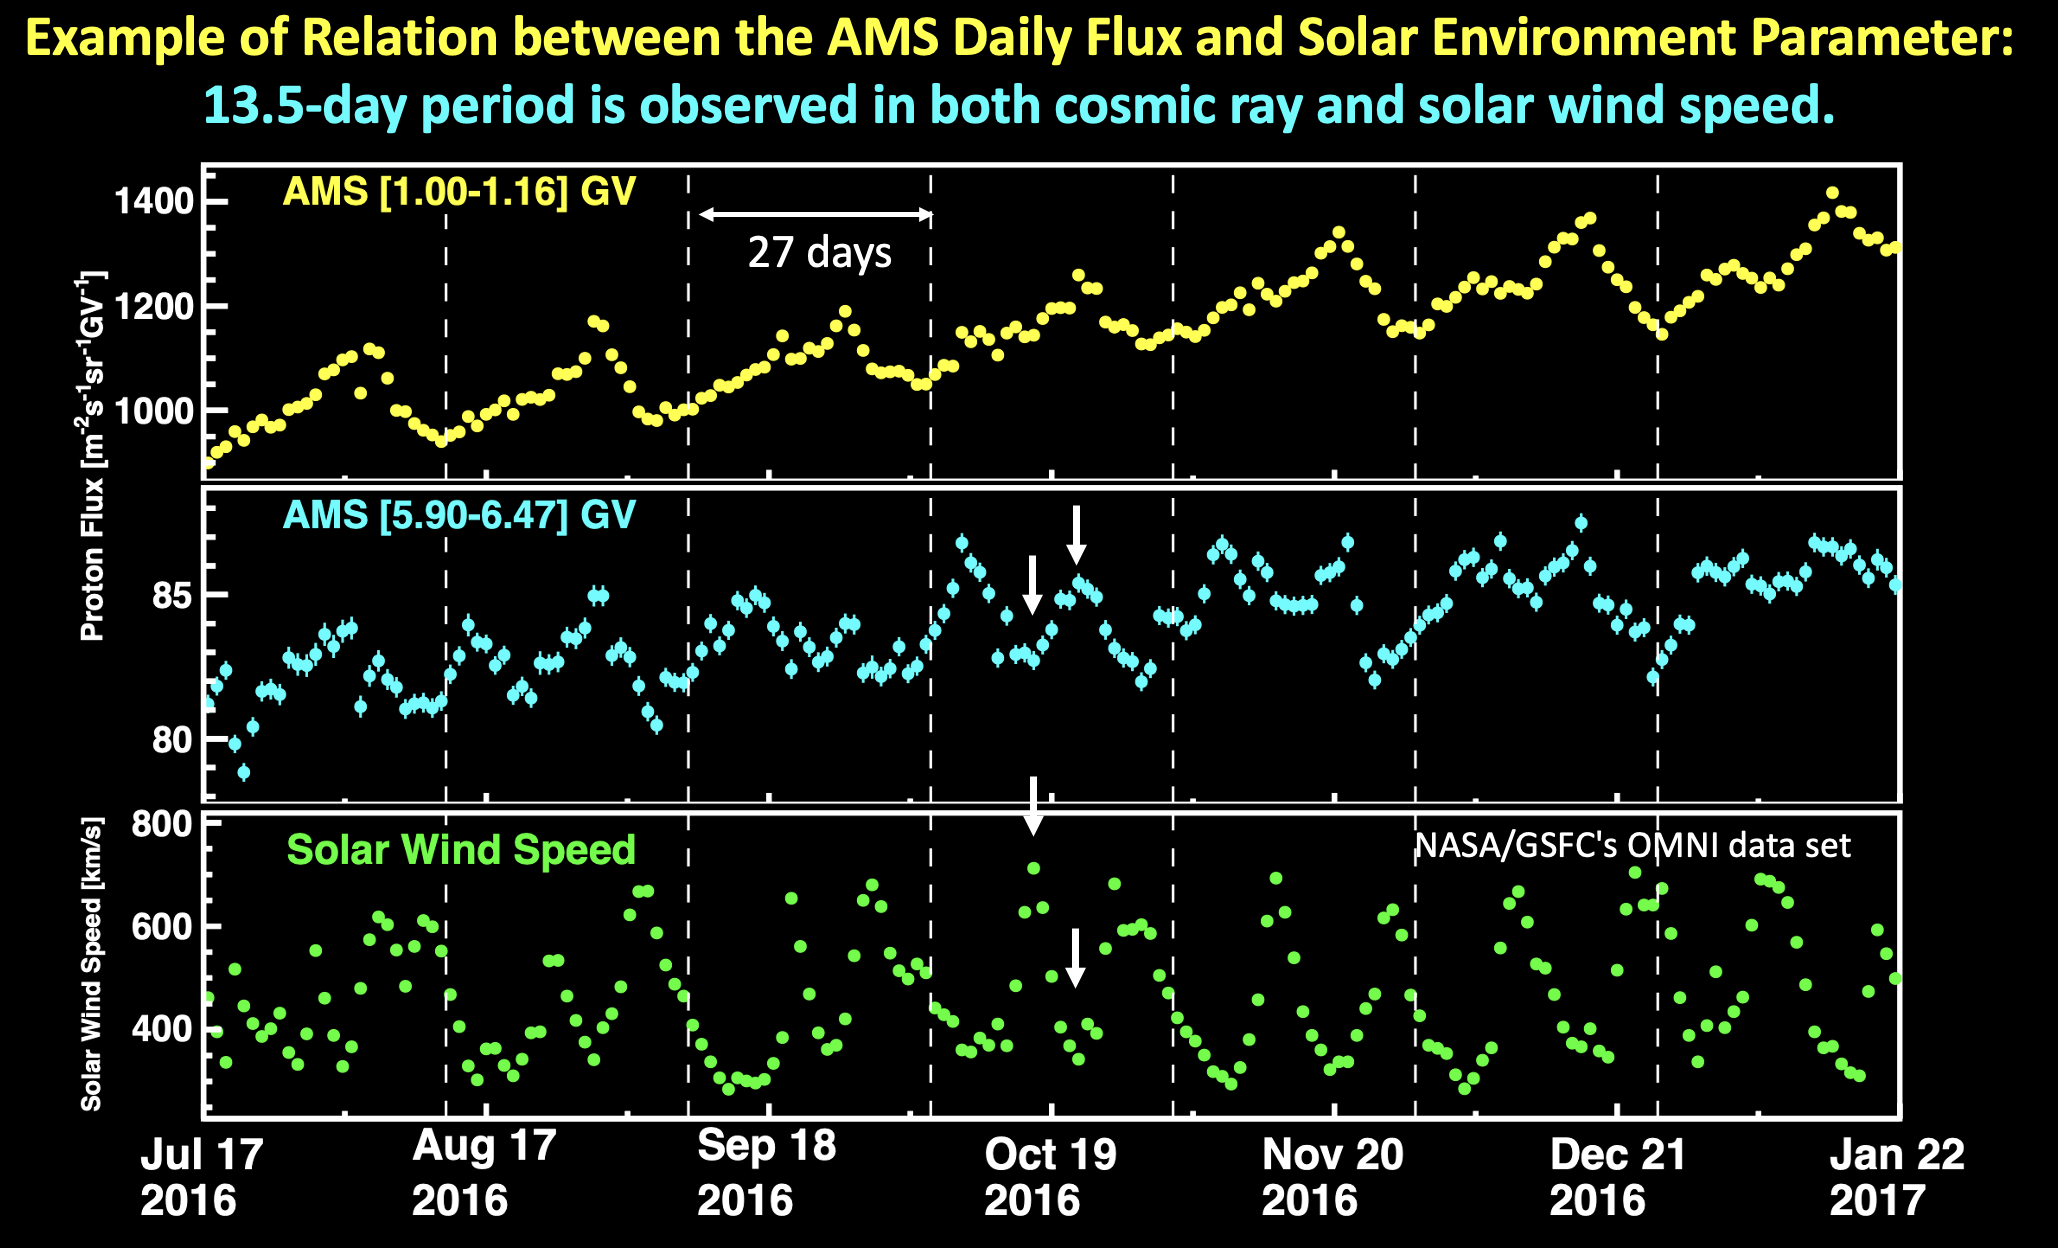 Example of Relation between the AMS Daily Flux and Solar Environment Parameter:
13.5-day period is observed in both cosmic ray and solar wind speed.
AMS [1.00-1.16] GV
27 days
1400
1200
1000
Proton Flux [m⁻²s⁻¹sr⁻¹GV⁻¹]
AMS [5.90-6.47] GV
85
80
Solar Wind Speed
NASA/GSFC's OMNI data set
800
600
400
Solar Wind Speed [km/s]
Jul 17
2016
Aug 17
2016
Sep 18
2016
Oct 19
2016
Nov 20
2016
Dec 21
2016
Jan 22
2017